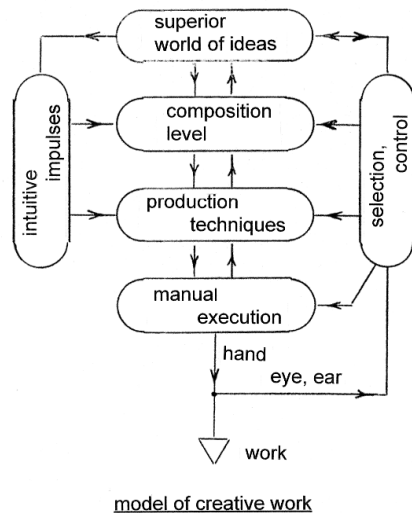 superior
world of ideas
composition
level
production
techniques
manual
execution
intuitive
impulses
selection,
control
hand
eye, ear
work
model of creative work